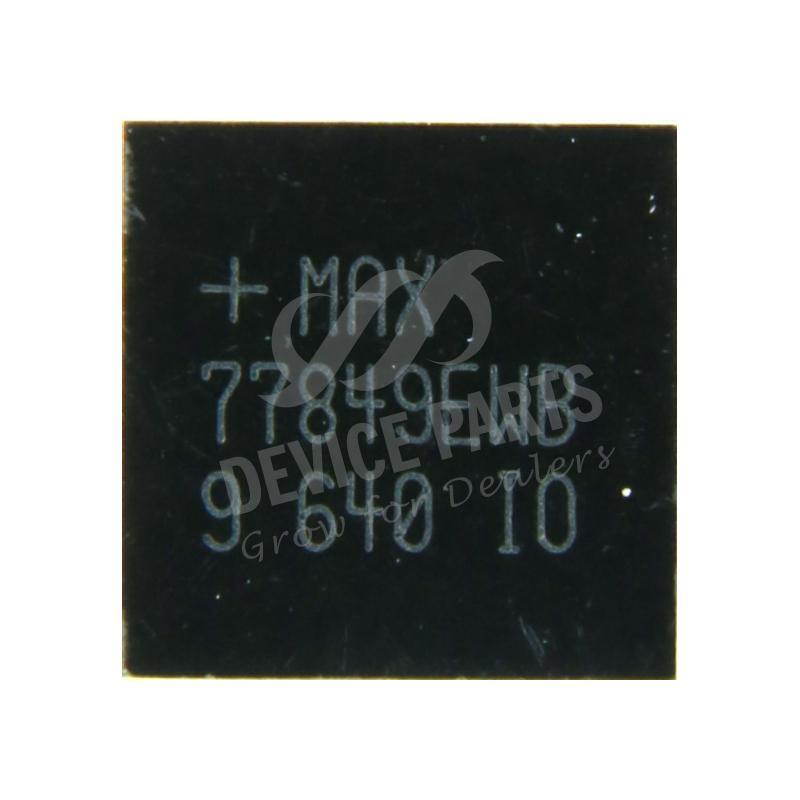 +MAX
77849EWB
9 640 IO
DEVICE PARTS
Grow for Dealers